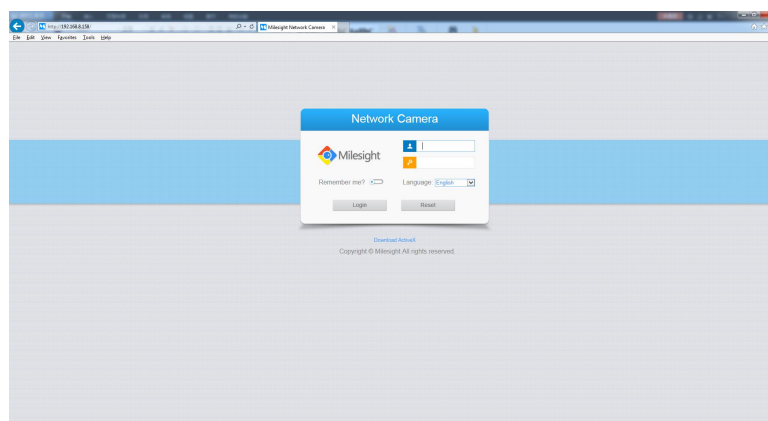 http://192.168.8.158/
Milesight Network Camera
File Edit View Favorites Tools Help
Network Camera
Milesight
Remember me?
Language: English
Login Reset
Download ActiveX
Copyright © Milesight All rights reserved.